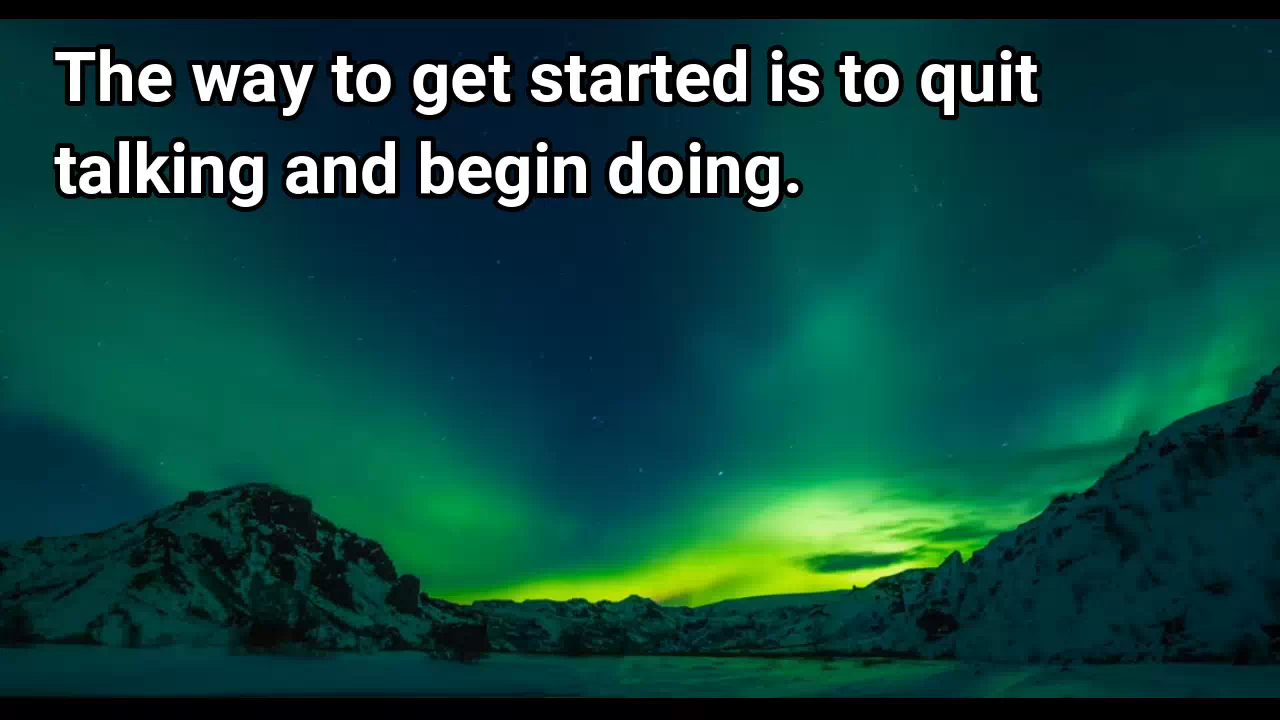 The way to get started is to quit
talking and begin doing.